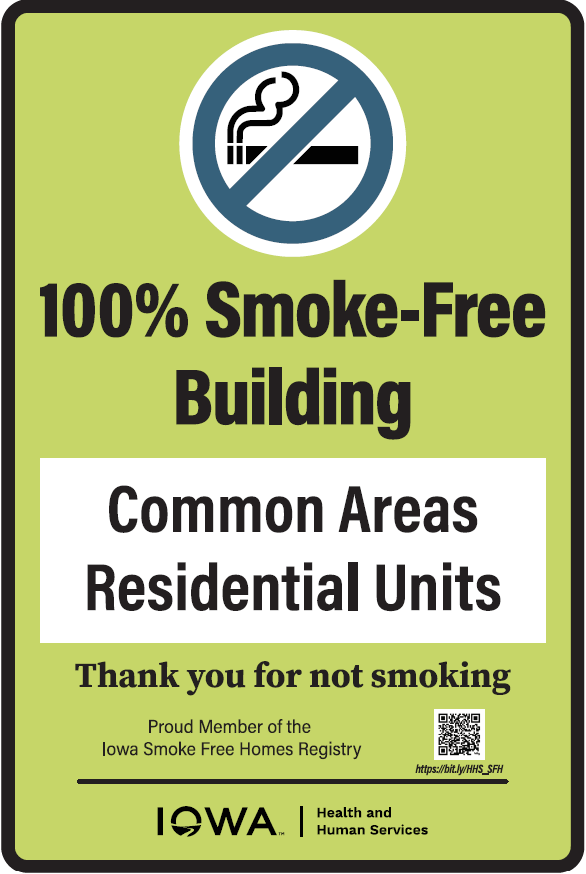 100% Smoke-Free
Building
Common Areas
Residential Units
Thank you for not smoking
Proud Member of the
Iowa Smoke Free Homes Registry
https://bit.ly/HHS_SFH
IOWA™
Health and
Human Services